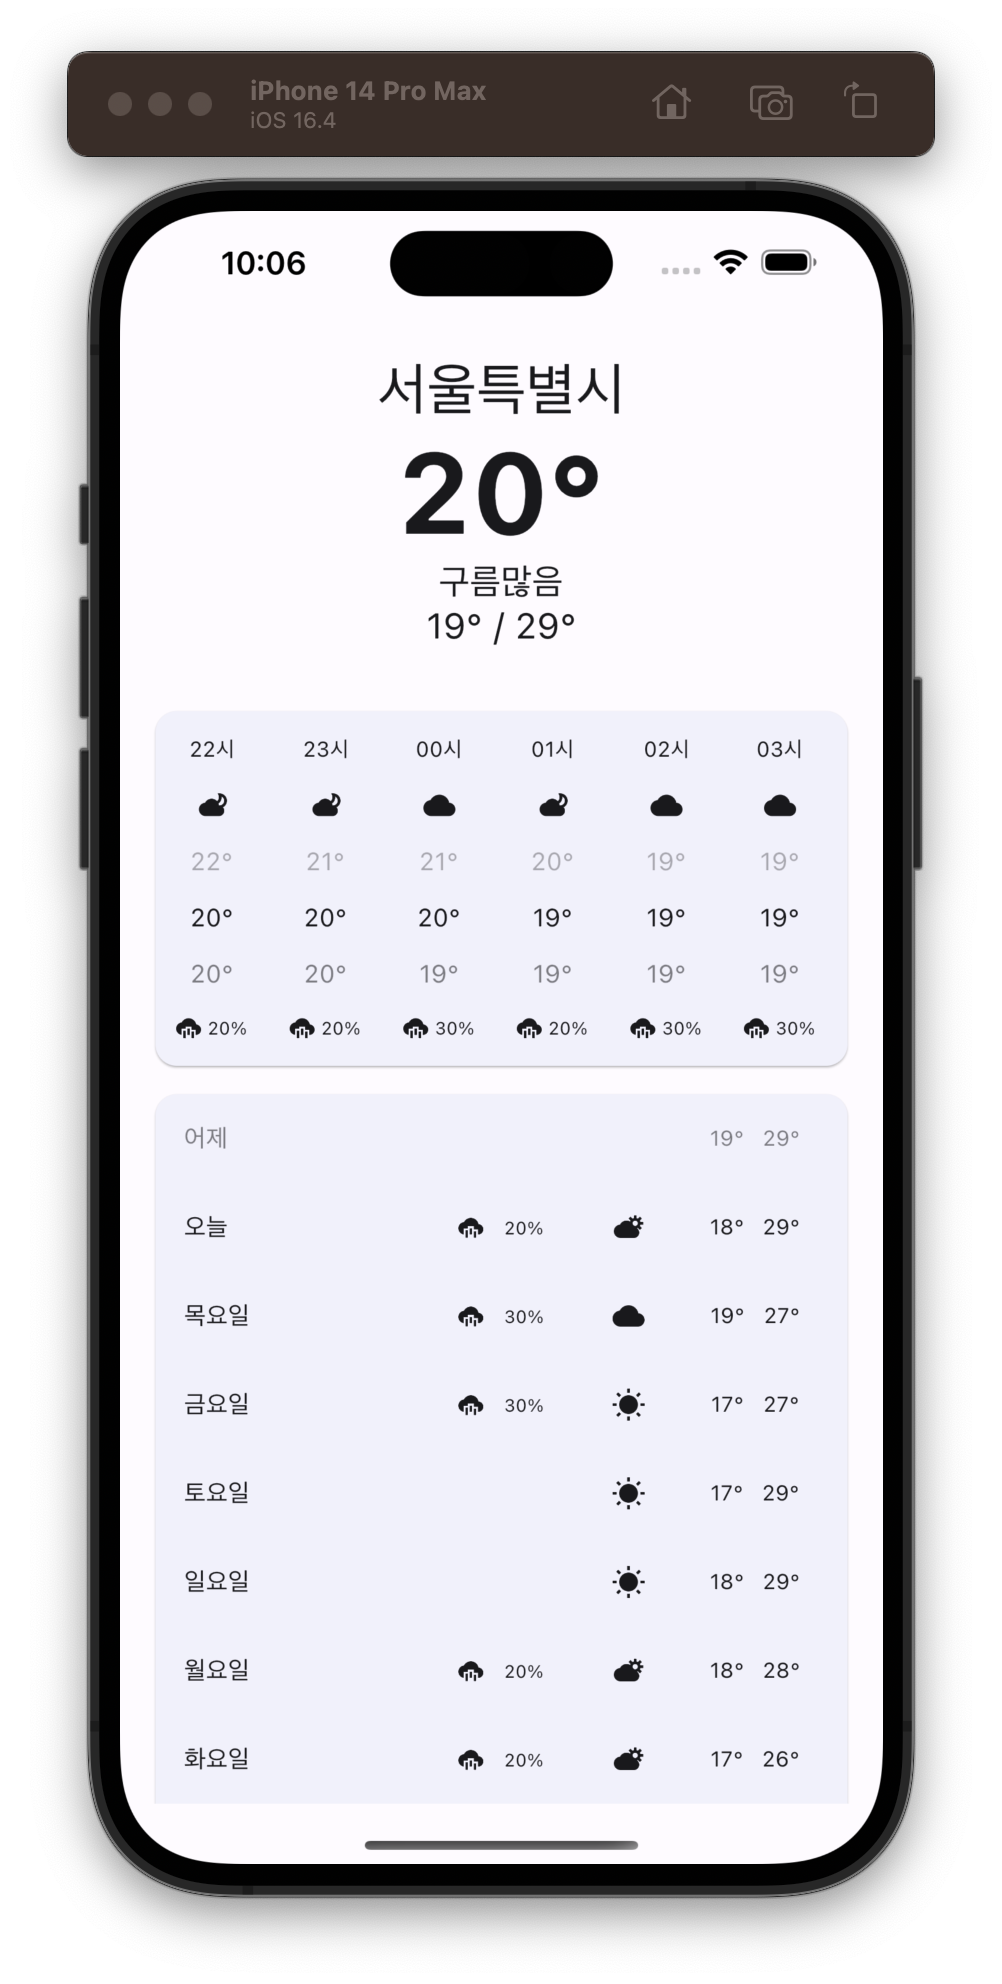 iPhone 14 Pro Max
iOS 16.4
10:06
서울특별시
20°
구름많음
19° / 29°
22시 23시 00시 01시 02시 03시
22° 21° 21° 20° 19° 19°
20° 20° 20° 19° 19° 19°
20° 20° 19° 19° 19° 19°
20% 20% 30% 20% 30% 30%
어제 19° 29°
오늘 20% 18° 29°
목요일 30% 19° 27°
금요일 30% 17° 27°
토요일 17° 29°
일요일 18° 29°
월요일 20% 18° 28°
화요일 20% 17° 26°